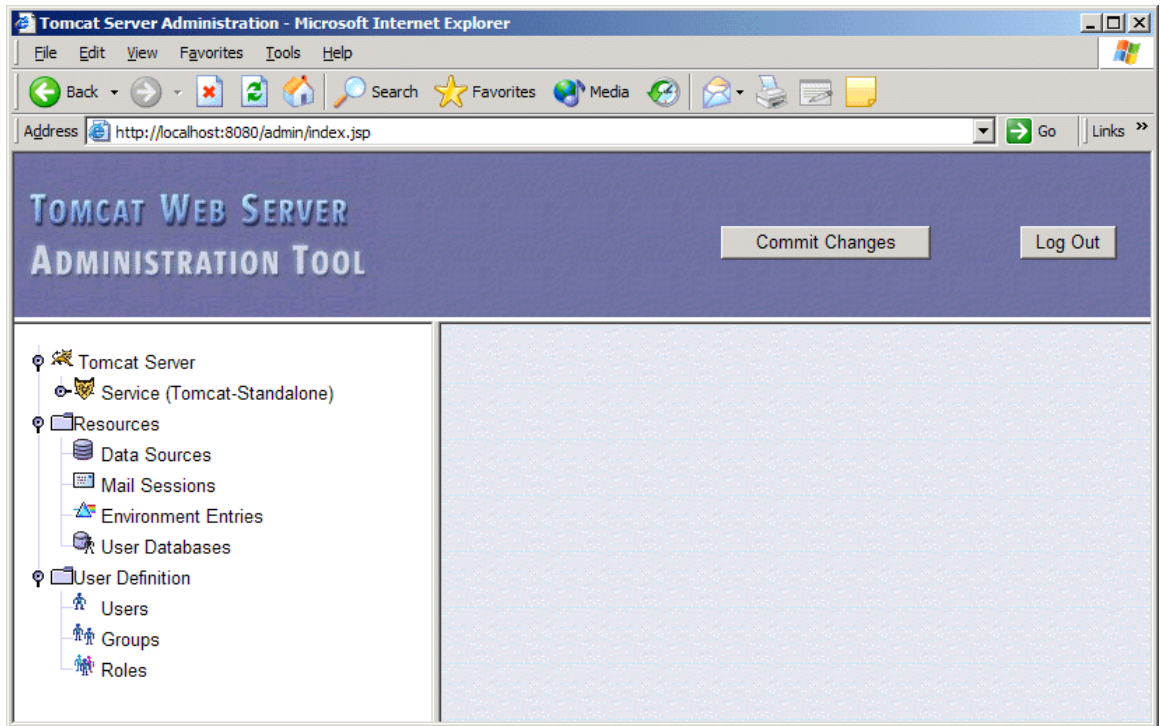 Tomcat Server Administration - Microsoft Internet Explorer
File Edit View Favorites Tools Help
Back Search Favorites Media
Address http://localhost:8080/admin/index.jsp Go Links »
TOMCAT WEB SERVER
ADMINISTRATION TOOL
Commit Changes Log Out
Tomcat Server
Service (Tomcat-Standalone)
Resources
Data Sources
Mail Sessions
Environment Entries
User Databases
User Definition
Users
Groups
Roles